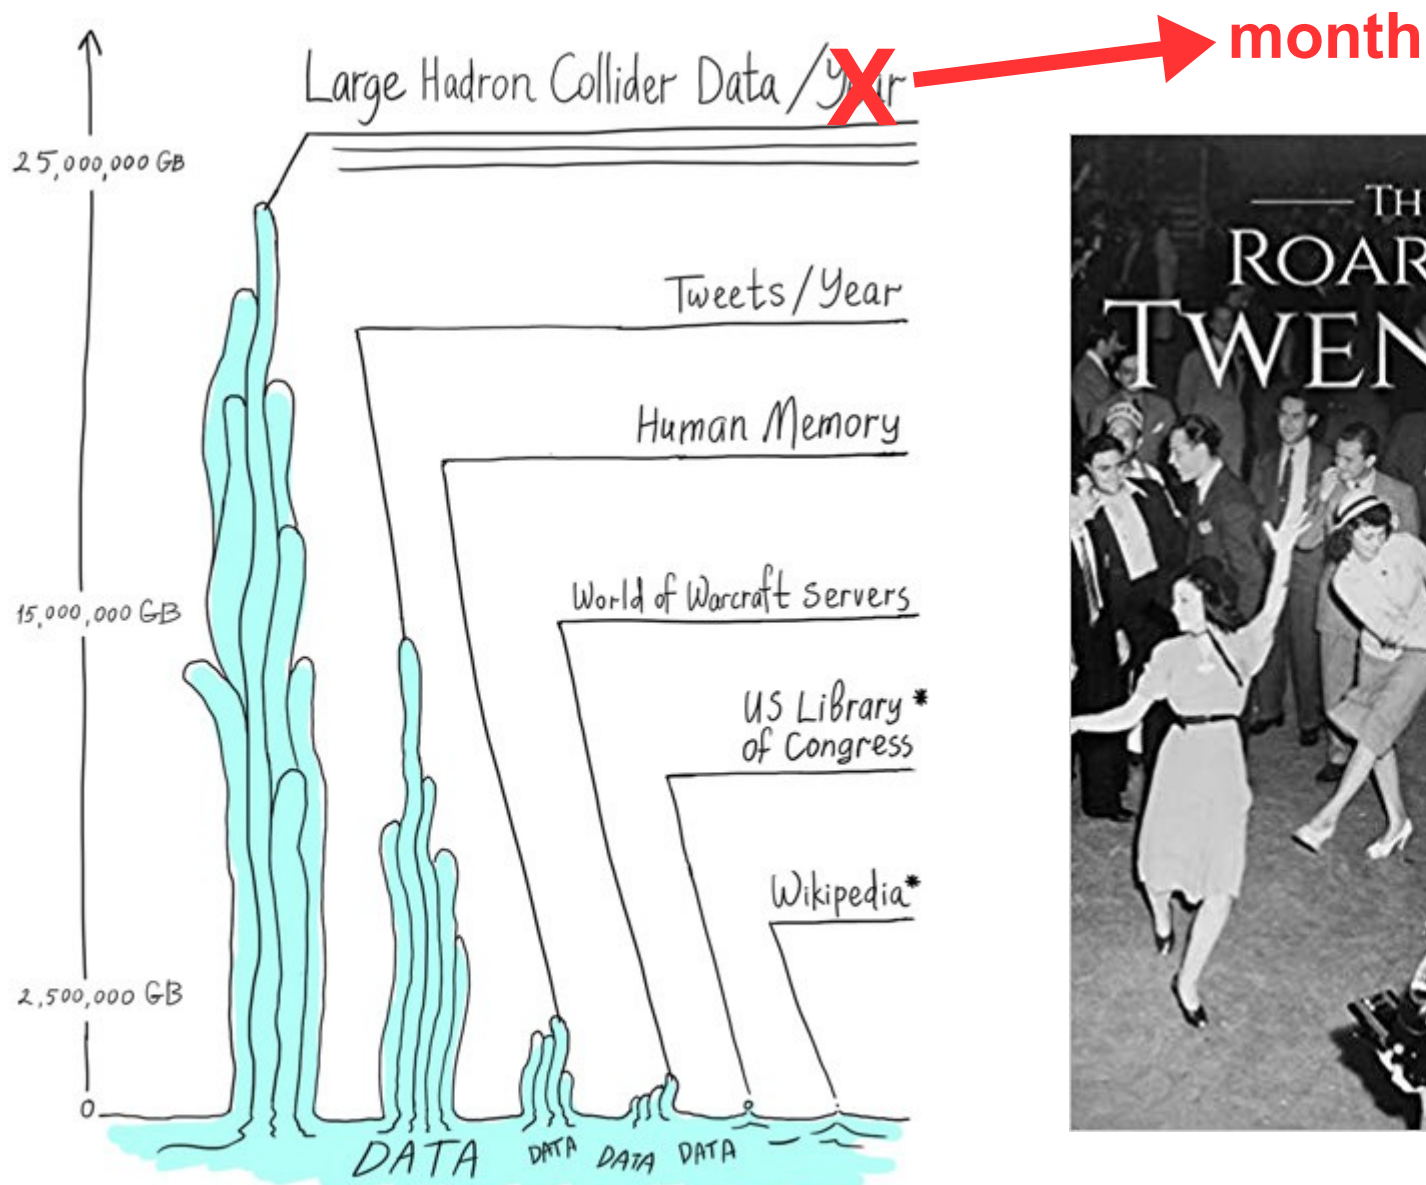 Large Hadron Collider Data / Year
month
25,000,000 GB
TH
ROAR
TWEN
Tweets/Year
Human Memory
World of Warcraft Servers
15,000,000 GB
US Library *
of Congress
Wikipedia*
2,500,000 GB
0
DATA DATA DATA DATA